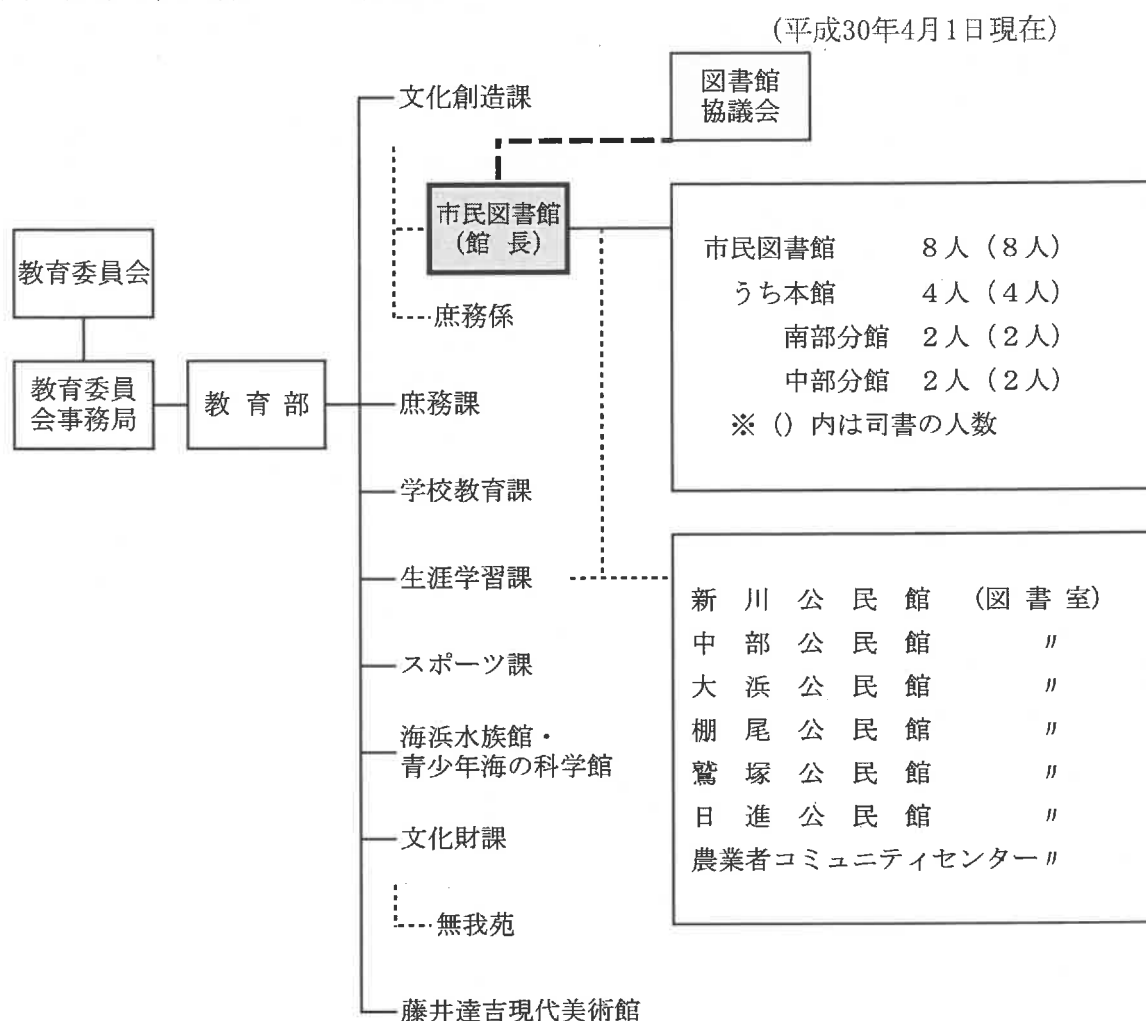 (平成30年4月1日現在)
図書館
協議会
文化創造課
市民図書館
(館 長)
庶務係
教育委員会
教育委員
会事務局
教 育 部
庶務課
学校教育課
生涯学習課
スポーツ課
海浜水族館・
青少年海の科学館
文化財課
無我苑
藤井達吉現代美術館
市民図書館 8人(8人)
うち本館 4人(4人)
南部分館 2人(2人)
中部分館 2人(2人)
※()内は司書の人数
新川公民館 (図書室)
中部公民館 〃
大浜公民館 〃
棚尾公民館 〃
鷲塚公民館 〃
日進公民館 〃
農業者コミュニティセンター〃